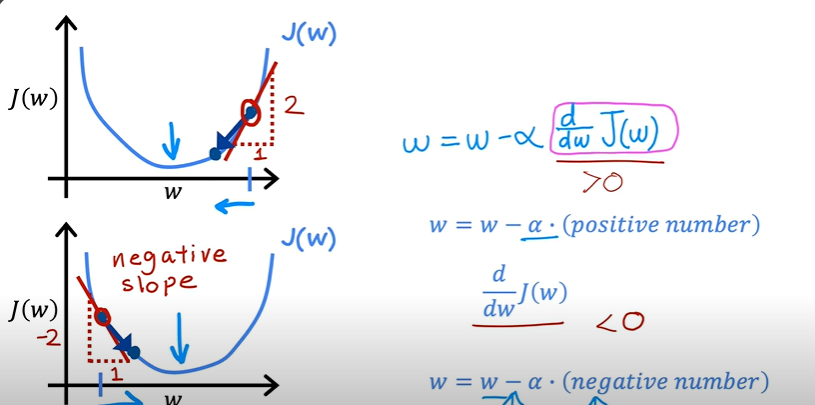 J(w)
J(w)
2
1
w
w = w - α d/dw J(w)
>0
w = w − α · (positive number)
J(w)
negative
slope
J(w)
-2
1
w
d/dw J(w)
<0
w = w − α · (negative number)